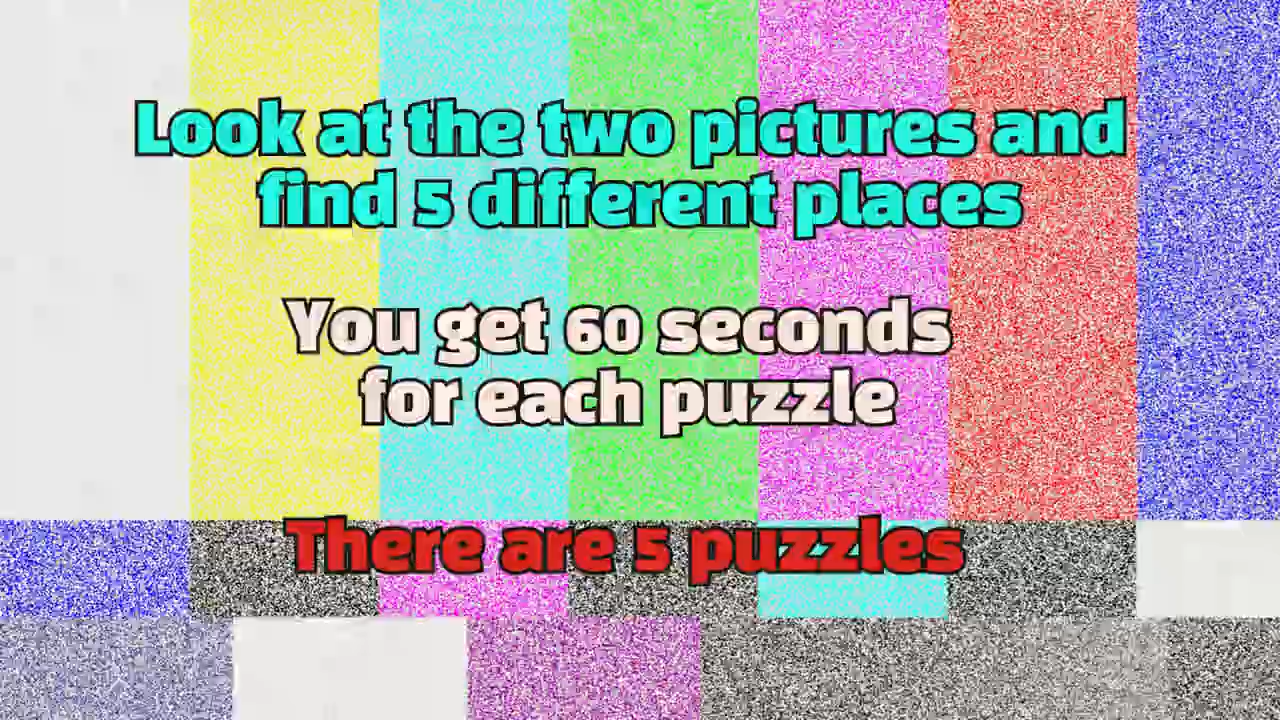 Look at the two pictures and
find 5 different places
You get 60 seconds
for each puzzle
There are 5 puzzles